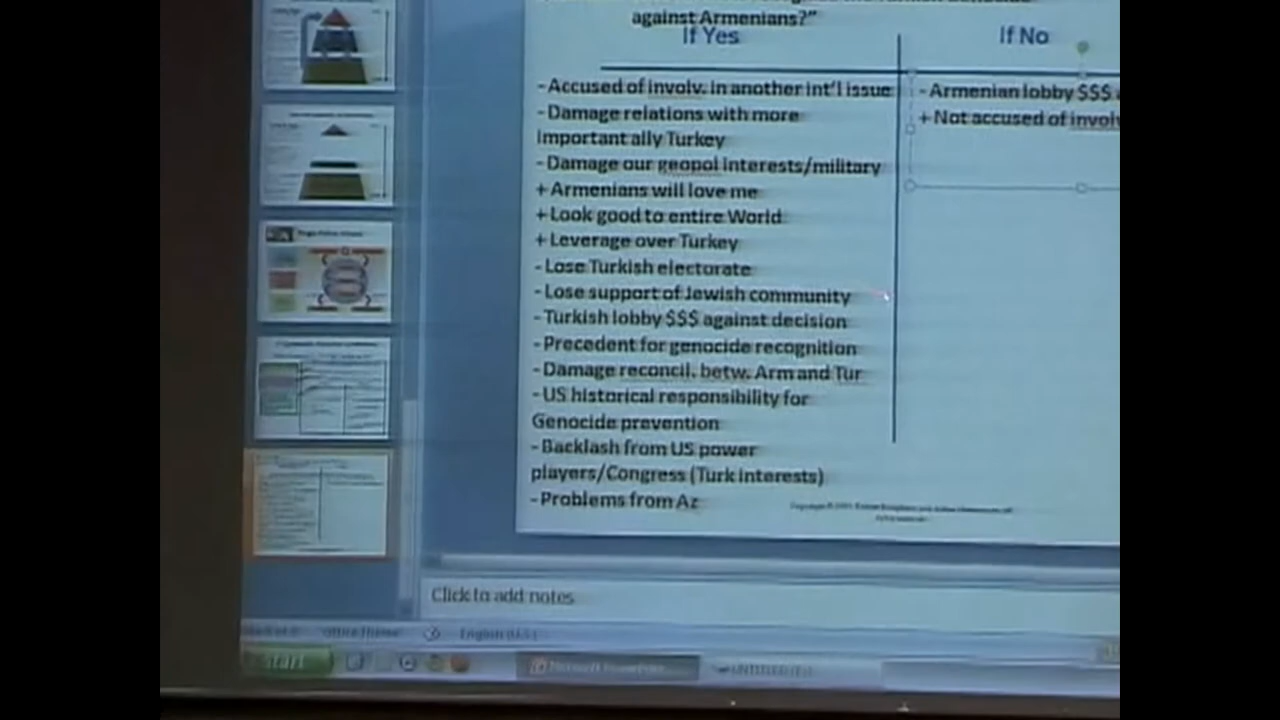 against Armenians?"
If Yes
If No
- Accused of involv. in another int'l issue
- Damage relations with more
important ally Turkey
- Damage our geopol interests/military
+ Armenians will love me
+ Look good to entire World
+ Leverage over Turkey
- Lose Turkish electorate
- Lose support of Jewish community
- Turkish lobby $$$ against decision
- Precedent for genocide recognition
- Damage reconcil. betw. Arm and Tur
- US historical responsibility for
Genocide prevention
- Backlash from US power
players/Congress (Turk interests)
- Problems from Az
- Armenian lobby $$$
+ Not accused of involv
Click to add notes
start